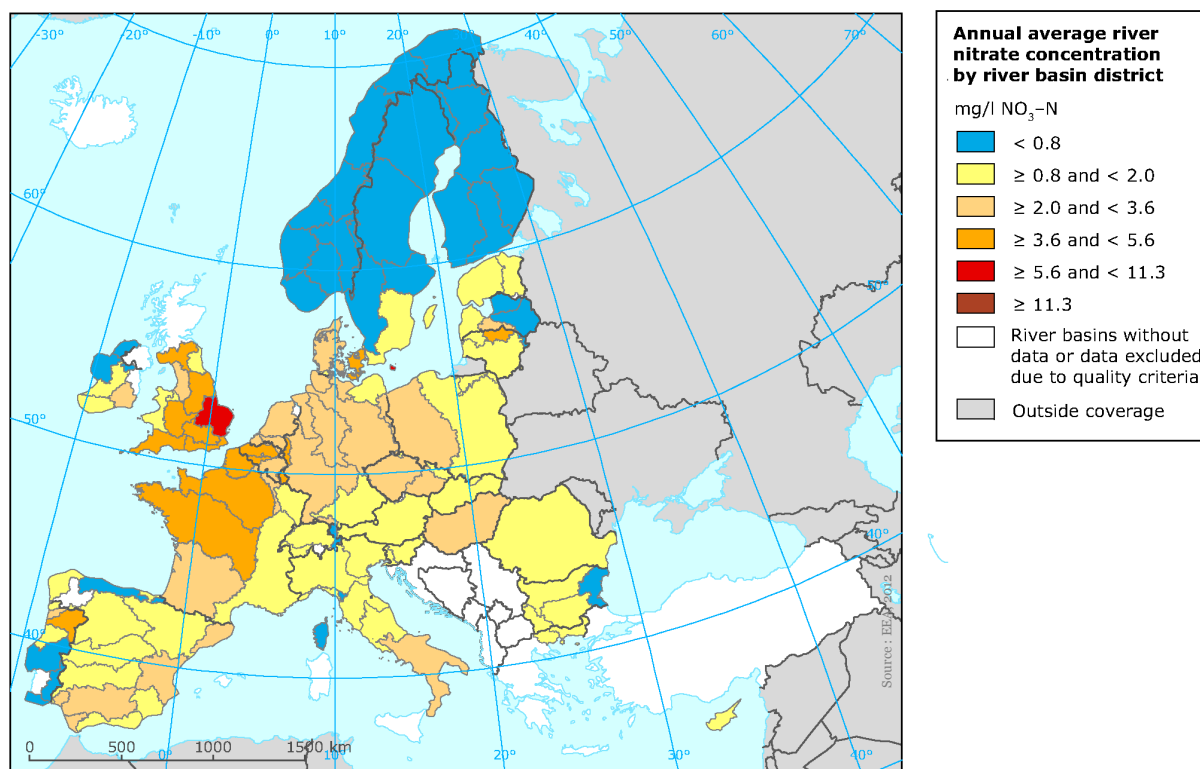 -30°
-20°
-10°
0°
10°
20°
30°
40°
50°
60°
70°
60°
50°
50°
40°
40°
0°
10°
20°
30°
40°
0
500
1000
1500 km
Source : EEA, 2012
Annual average river
nitrate concentration
by river basin district
mg/l NO₃–N
< 0.8
≥ 0.8 and < 2.0
≥ 2.0 and < 3.6
≥ 3.6 and < 5.6
≥ 5.6 and < 11.3
≥ 11.3
River basins without
data or data excluded
due to quality criteria
Outside coverage